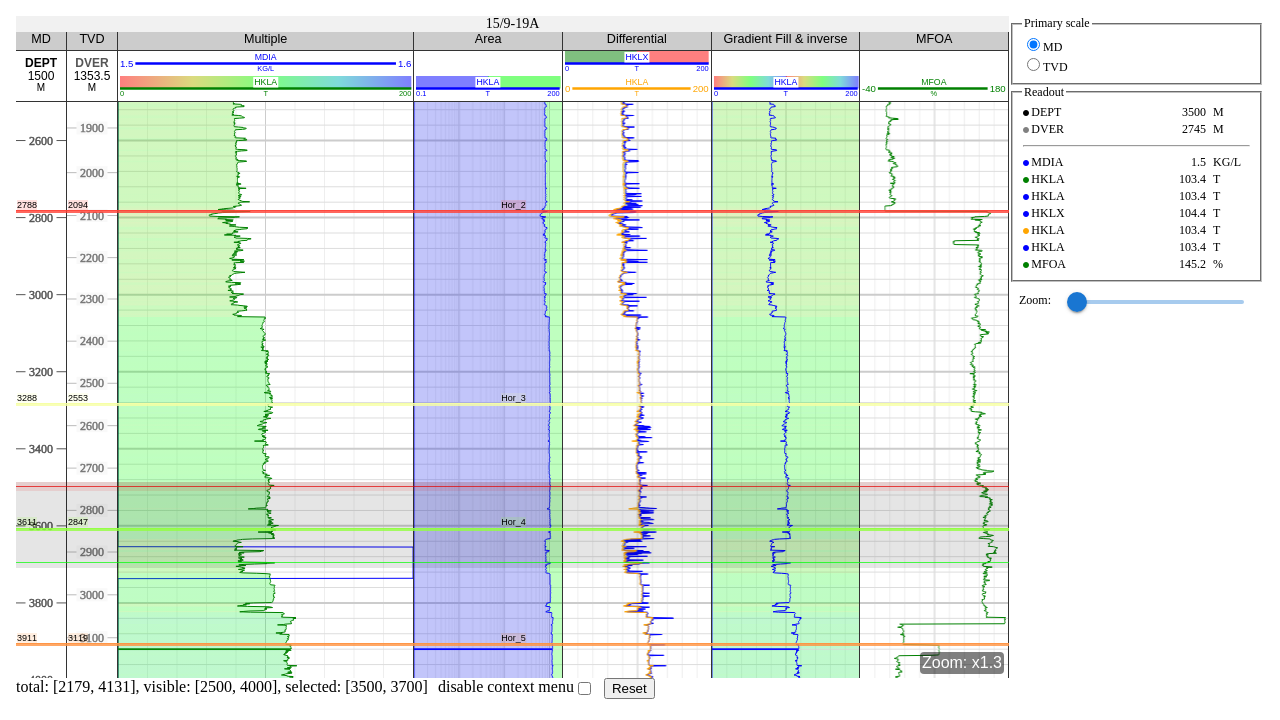 15/9-19A
MD TVD Multiple Area Differential Gradient Fill & inverse MFOA
DEPT 1500 M
DVER 1353.5 M
1.5 MDIA 1.6
KG/L
HKLA
0 T 200
HKLA
0.1 T 200
HKLX
0 T 200
HKLA
0 T 200
HKLA
0 T 200
MFOA
-40 % 180
1900
2600
2000
2788 2094 Hor_2
2800 2100
2200
3000
2300
2400
3200
2500
3288 2553 Hor_3
2600
3400
2700
2800
3611 2847 Hor_4
3600
2900
3000
3800
3911 3119 Hor_5
3100
Zoom: x1.3
total: [2179, 4131], visible: [2500, 4000], selected: [3500, 3700] disable context menu Reset
Primary scale
MD
TVD
Readout
DEPT 3500 M
DVER 2745 M
MDIA 1.5 KG/L
HKLA 103.4 T
HKLA 103.4 T
HKLX 104.4 T
HKLA 103.4 T
HKLA 103.4 T
MFOA 145.2 %
Zoom: